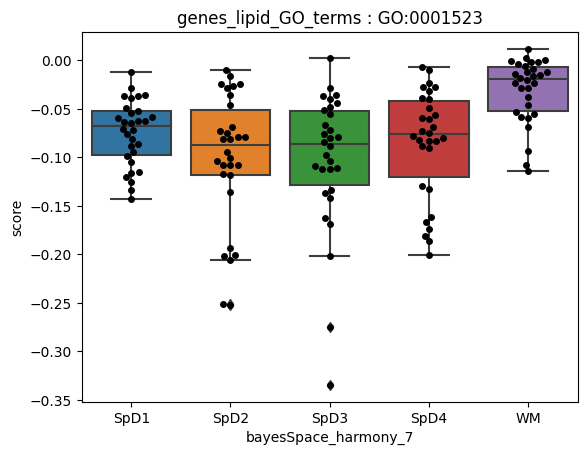 genes_lipid_GO_terms : GO:0001523
0.00
−0.05
−0.10
−0.15
−0.20
−0.25
−0.30
−0.35
score
SpD1 SpD2 SpD3 SpD4 WM
bayesSpace_harmony_7